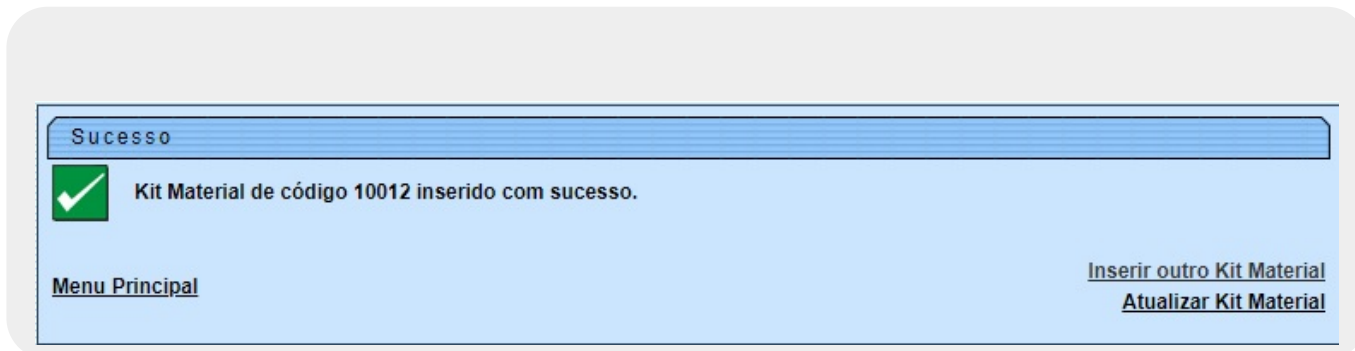 Sucesso
Kit Material de código 10012 inserido com sucesso.
Menu Principal
Inserir outro Kit Material
Atualizar Kit Material